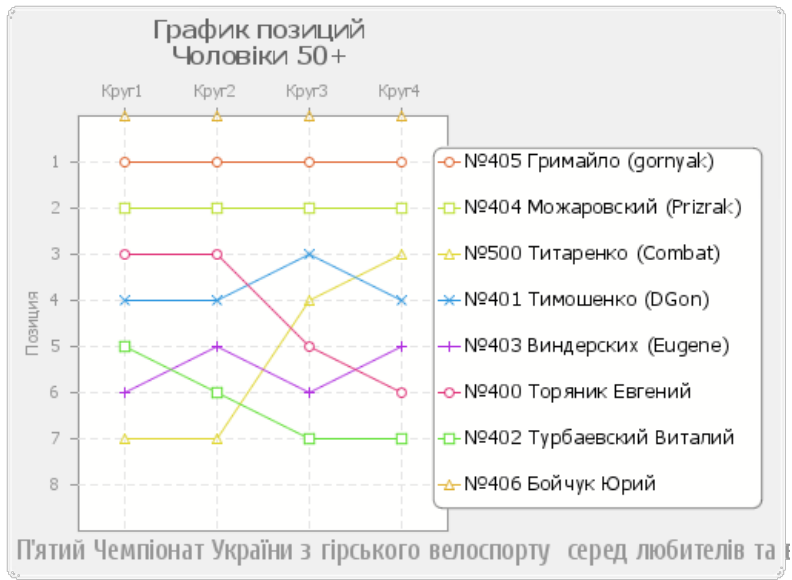 График позиций
Чоловіки 50+
Круг1 Круг2 Круг3 Круг4
Позиция
1
2
3
4
5
6
7
8
№405 Гримайло (gornyak)
№404 Можаровский (Prizrak)
№500 Титаренко (Combat)
№401 Тимошенко (DGon)
№403 Виндерских (Eugene)
№400 Торяник Евгений
№402 Турбаевский Виталий
№406 Бойчук Юрий
П'ятий Чемпіонат України з гірського велоспорту серед любителів та